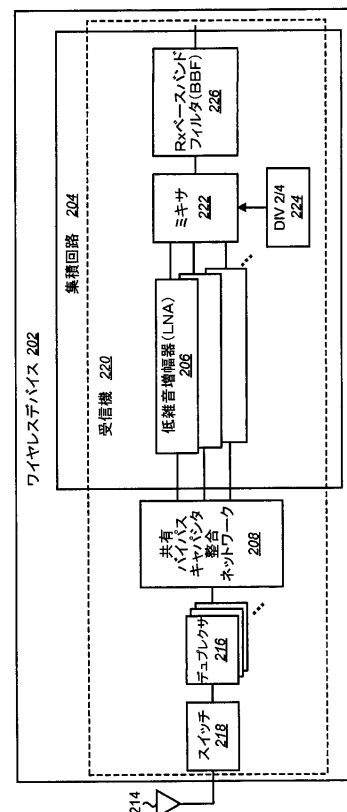 ワイヤレスデバイス 202
集積回路 204
受信機 220
214
スイッチ
218
デュプレクサ
216
共有
バイパス
キャパシタ
整合
ネットワーク
208
低雑音増幅器(LNA)
206
ミキサ
222
DIV 2/4
224
Rxベースバンド
フィルタ(BBF)
226